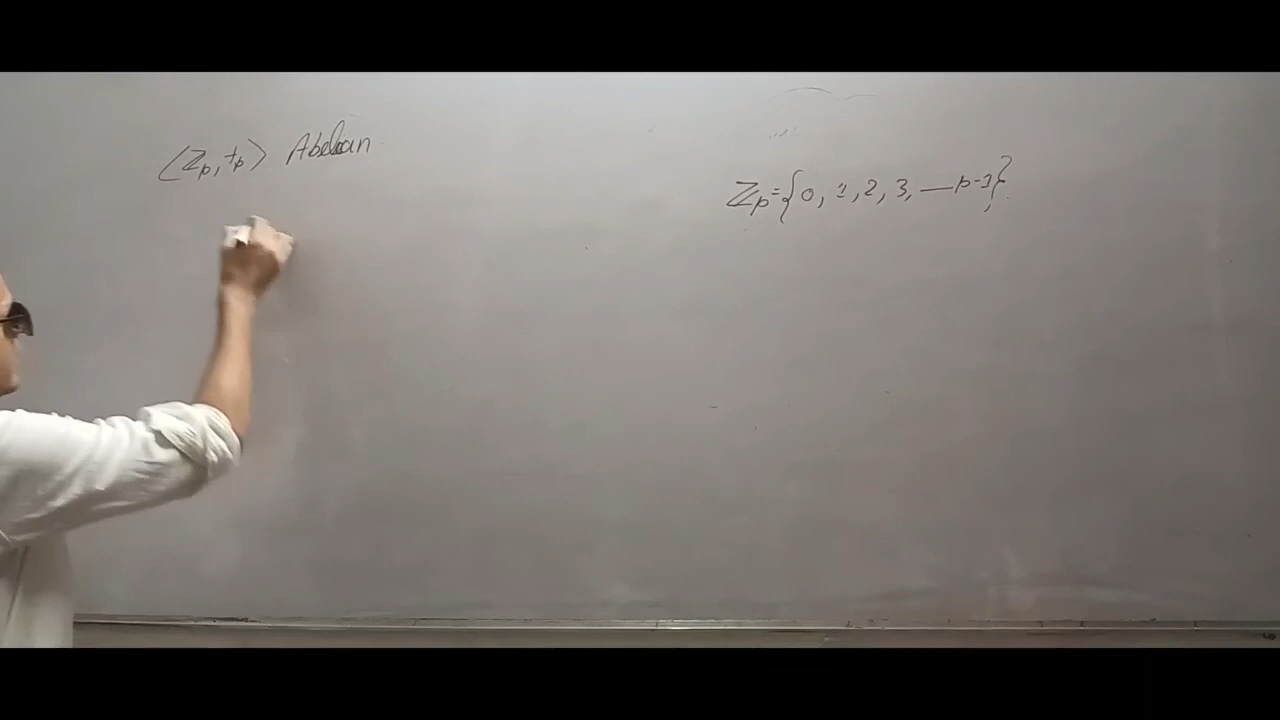 ⟨ℤₚ, +ₚ⟩ Abelian
ℤₚ = {0, 1, 2, 3, — p-1}